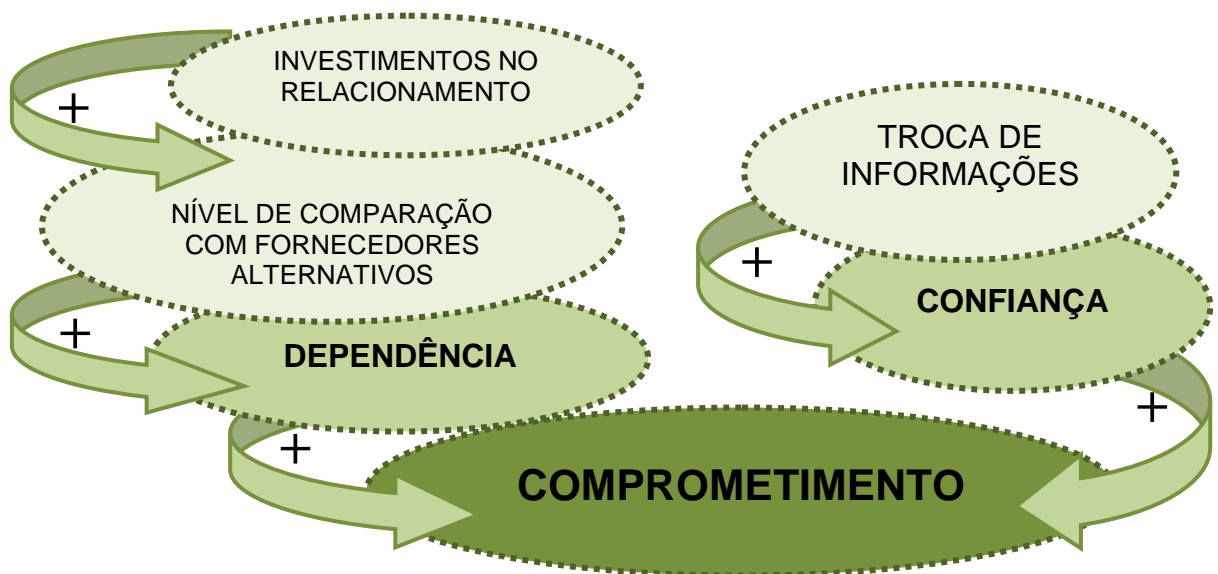 INVESTIMENTOS NO
RELACIONAMENTO
+
NÍVEL DE COMPARAÇÃO
COM FORNECEDORES
ALTERNATIVOS
+
DEPENDÊNCIA
+
TROCA DE
INFORMAÇÕES
+
CONFIANÇA
+
COMPROMETIMENTO